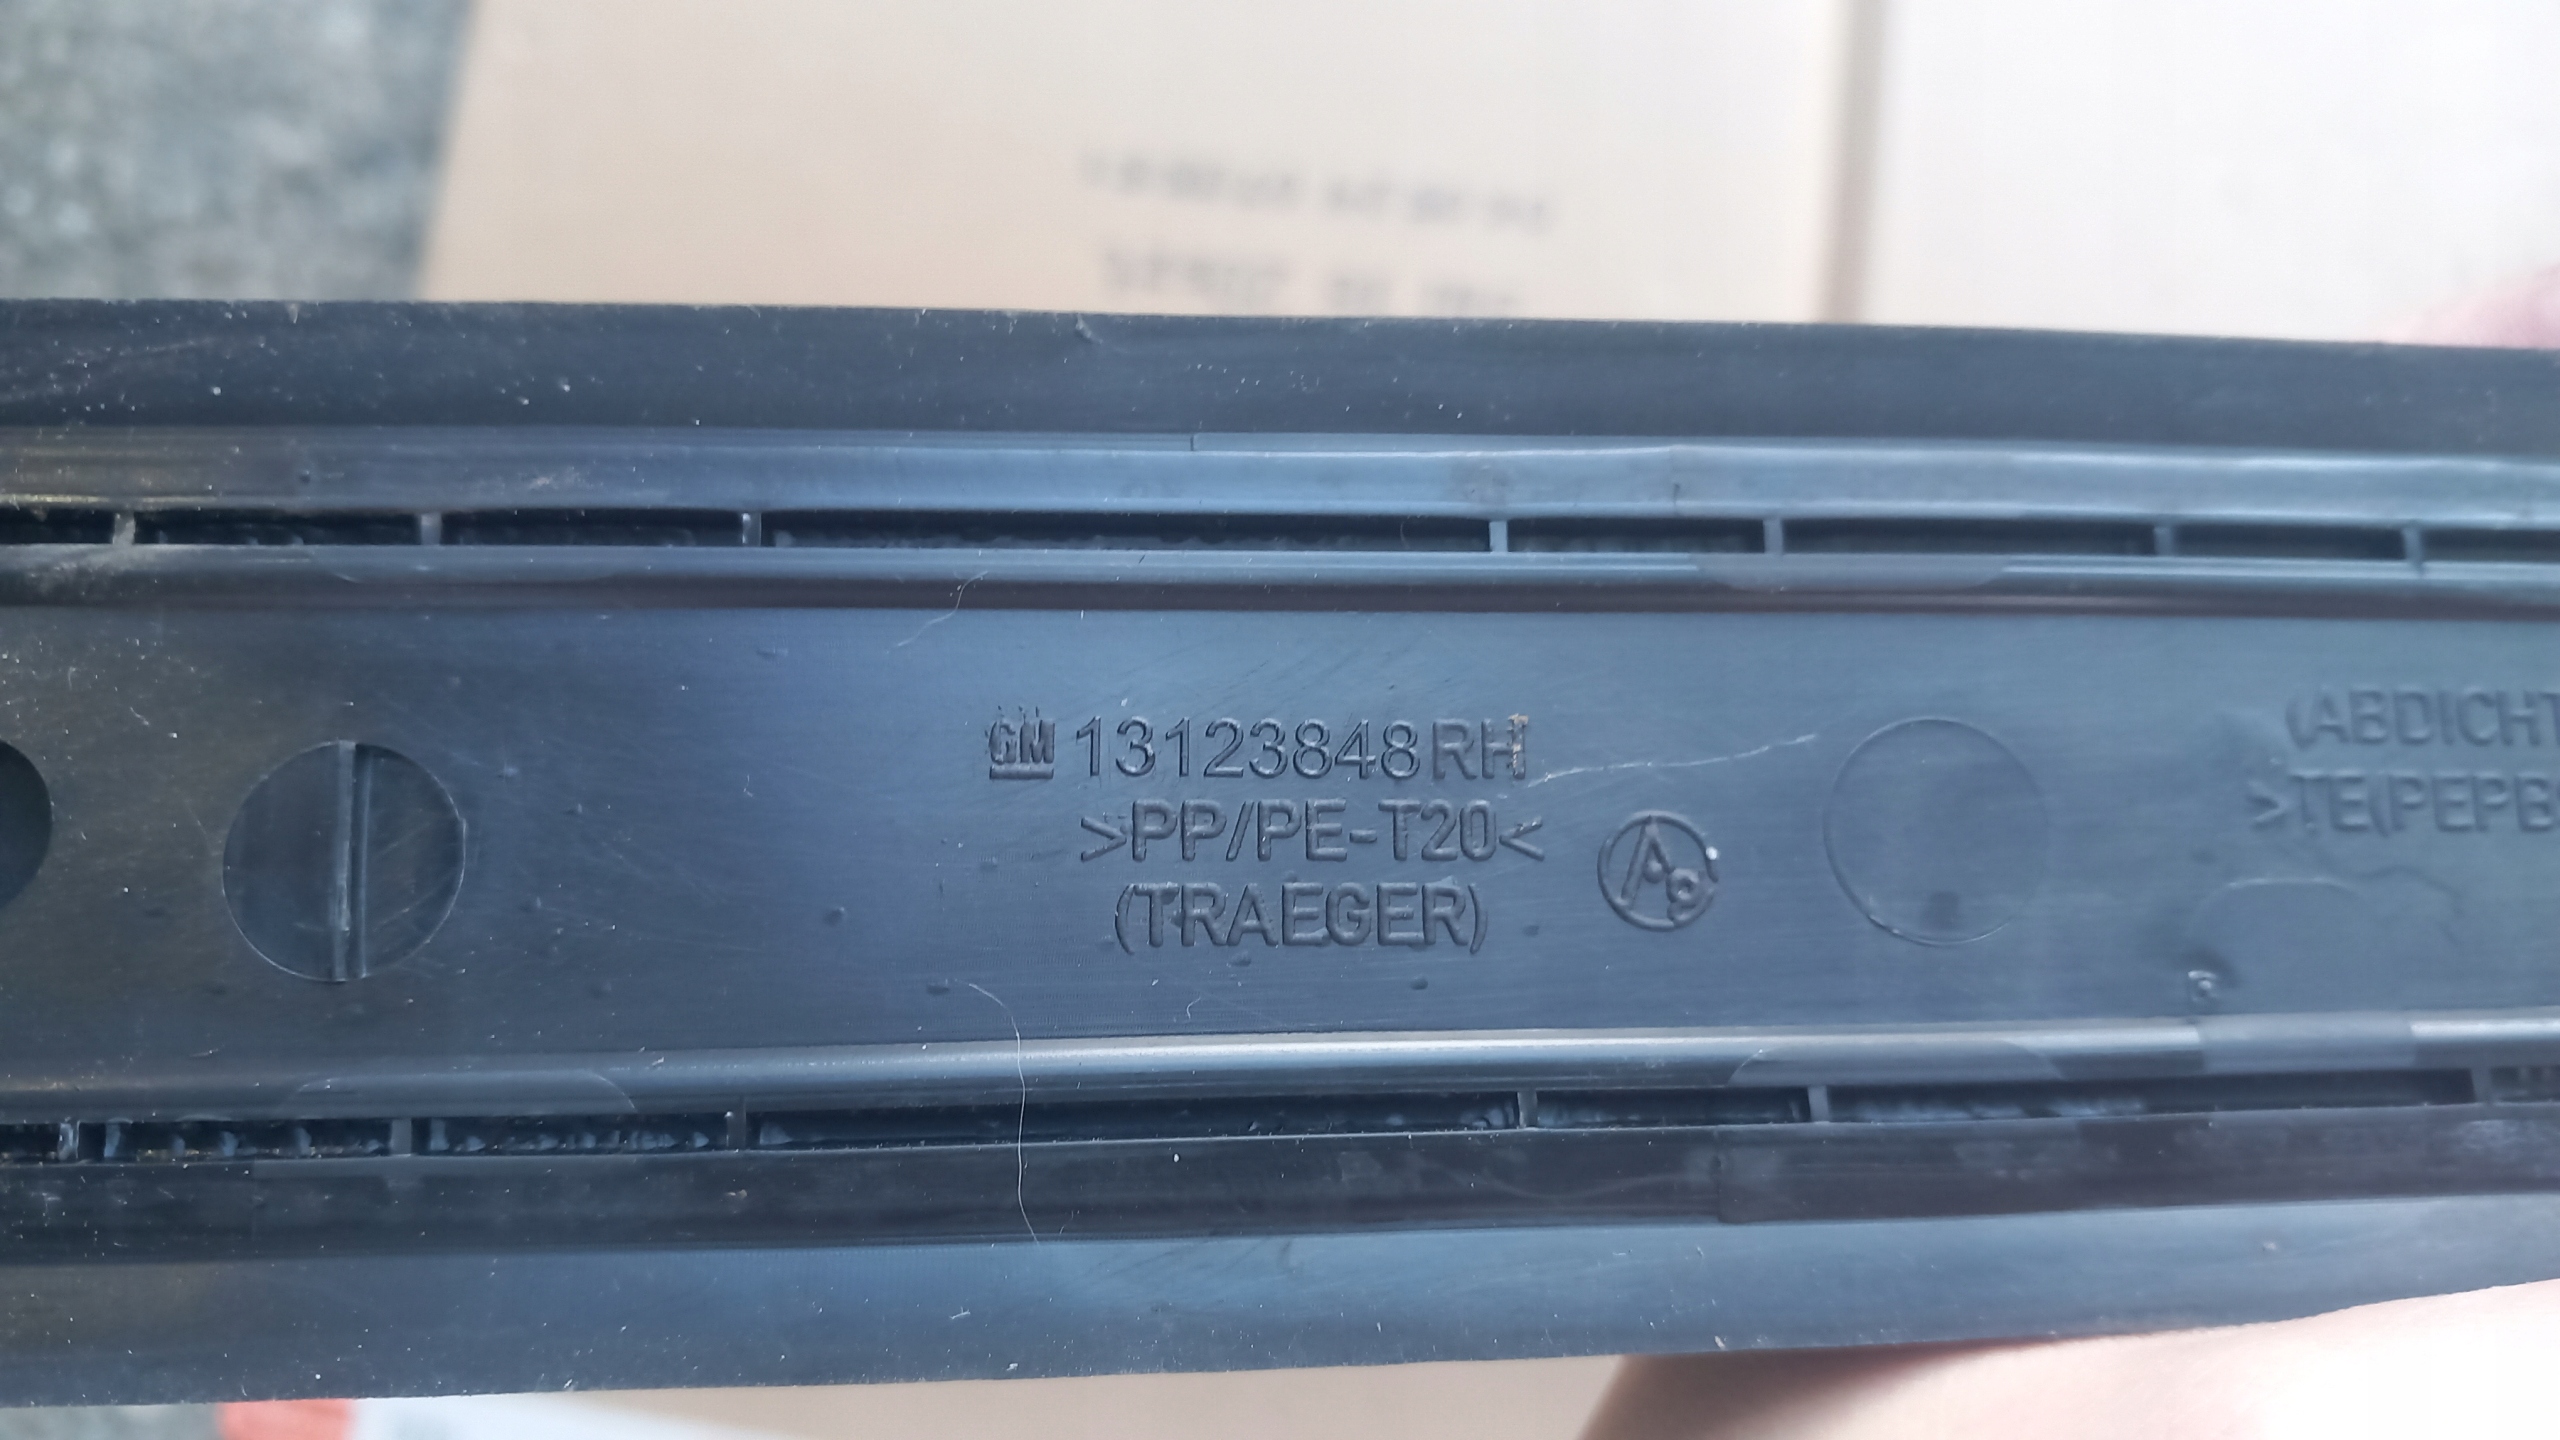 GM 13123848RH
>PP/PE-T20<
(TRAEGER)
(ABDICHT
>TE(PEPB